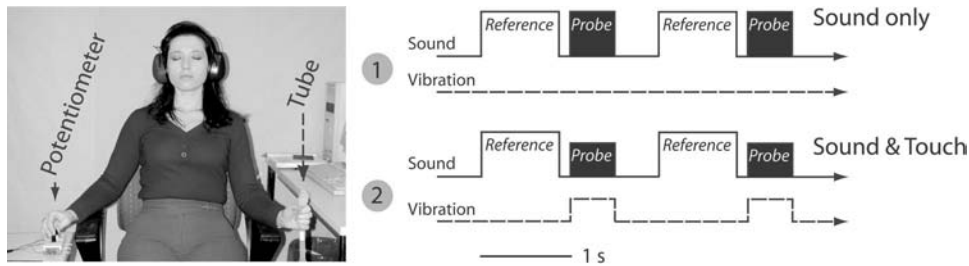 Potentiometer
Tube
Sound only
Reference Probe Reference Probe
Sound
1
Vibration
Sound & Touch
Reference Probe Reference Probe
Sound
2
Vibration
1 s